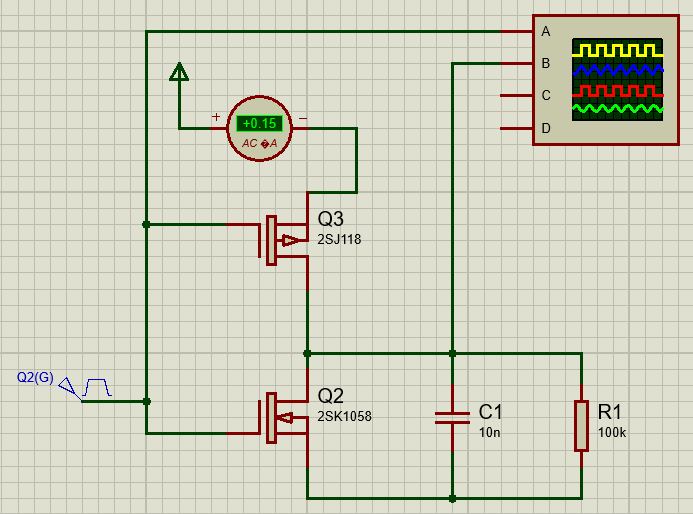 A
B
C
D
+
+0.15
−
AC �A
Q3
2SJ118
Q2(G)
Q2
2SK1058
C1
10n
R1
100k